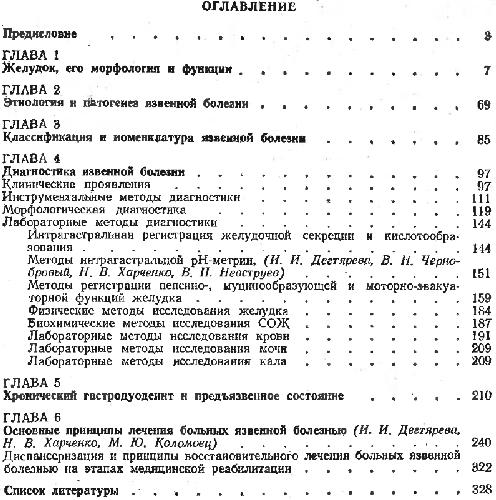 ОГЛАВЛЕНИЕ
Предисловие . . . . . . . . . . . . . . . . 3
ГЛАВА 1
Желудок, его морфология и функции . . . . . . . . . . 7
ГЛАВА 2
Этиология и патогенез язвенной болезни . . . . . . . . . 69
ГЛАВА 3
Классификация и номенклатура язвенной болезни . . . . . . 85
ГЛАВА 4
Диагностика язвенной болезни . . . . . . . . . . . . 97
Клинические проявления . . . . . . . . . . . . . 97
Инструментальные методы диагностики . . . . . . . . . 111
Морфологическая диагностика . . . . . . . . . . . 119
Лабораторные методы диагностики . . . . . . . . . . 144
Интрагастральная регистрация желудочной секреции и кислотообра-
зования . . . . . . . . . . . . . . . . 144
Методы интрагастральной pH-метрии, (И. И. Дегтярева, В. Н. Черно-
бровый, Н. В. Харченко, В. П. Невструев) . . . . . . 151
Методы регистрации пепсино-, муцинообразующей и моторно-эвакуа-
торной функций желудка . . . . . . . . . . . 159
Физические методы исследования желудка . . . . . . . 184
Биохимические методы исследования СОЖ . . . . . . . 187
Лабораторные методы исследования крови . . . . . . . 191
Лабораторные методы исследования мочи . . . . . . . 209
Лабораторные методы исследования кала . . . . . . . 209
ГЛАВА 5
Хронический гастродуоденит и предъязвенное состояние . . . . 210
ГЛАВА 6
Основные принципы лечения больных язвенной болезнью (И. И. Дегтярева,
Н. В. Харченко, М. Ю. Коломоец) . . . . . . . . . 240
Диспансеризация и принципы восстановительного лечения больных язвенной
болезнью на этапах медицинской реабилитации . . . . . . 322
Список литературы . . . . . . . . . . . . . . 328